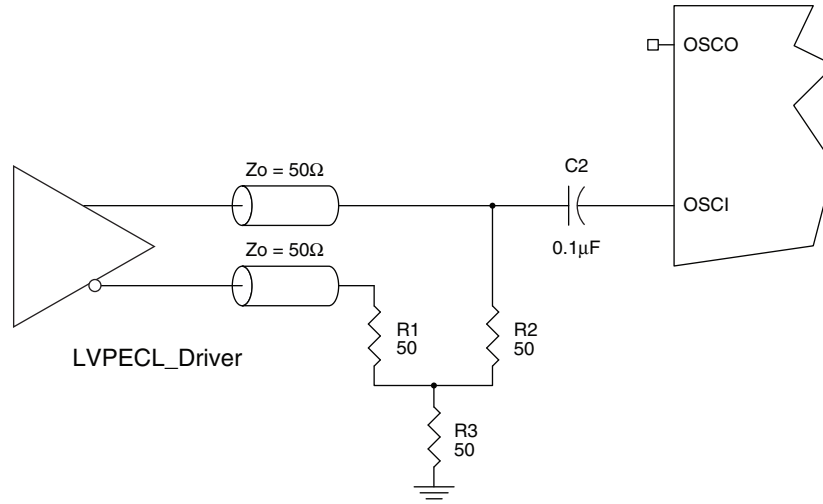 OSCO
Zo = 50Ω
C2
OSCI
0.1μF
Zo = 50Ω
R1
50
R2
50
LVPECL_Driver
R3
50